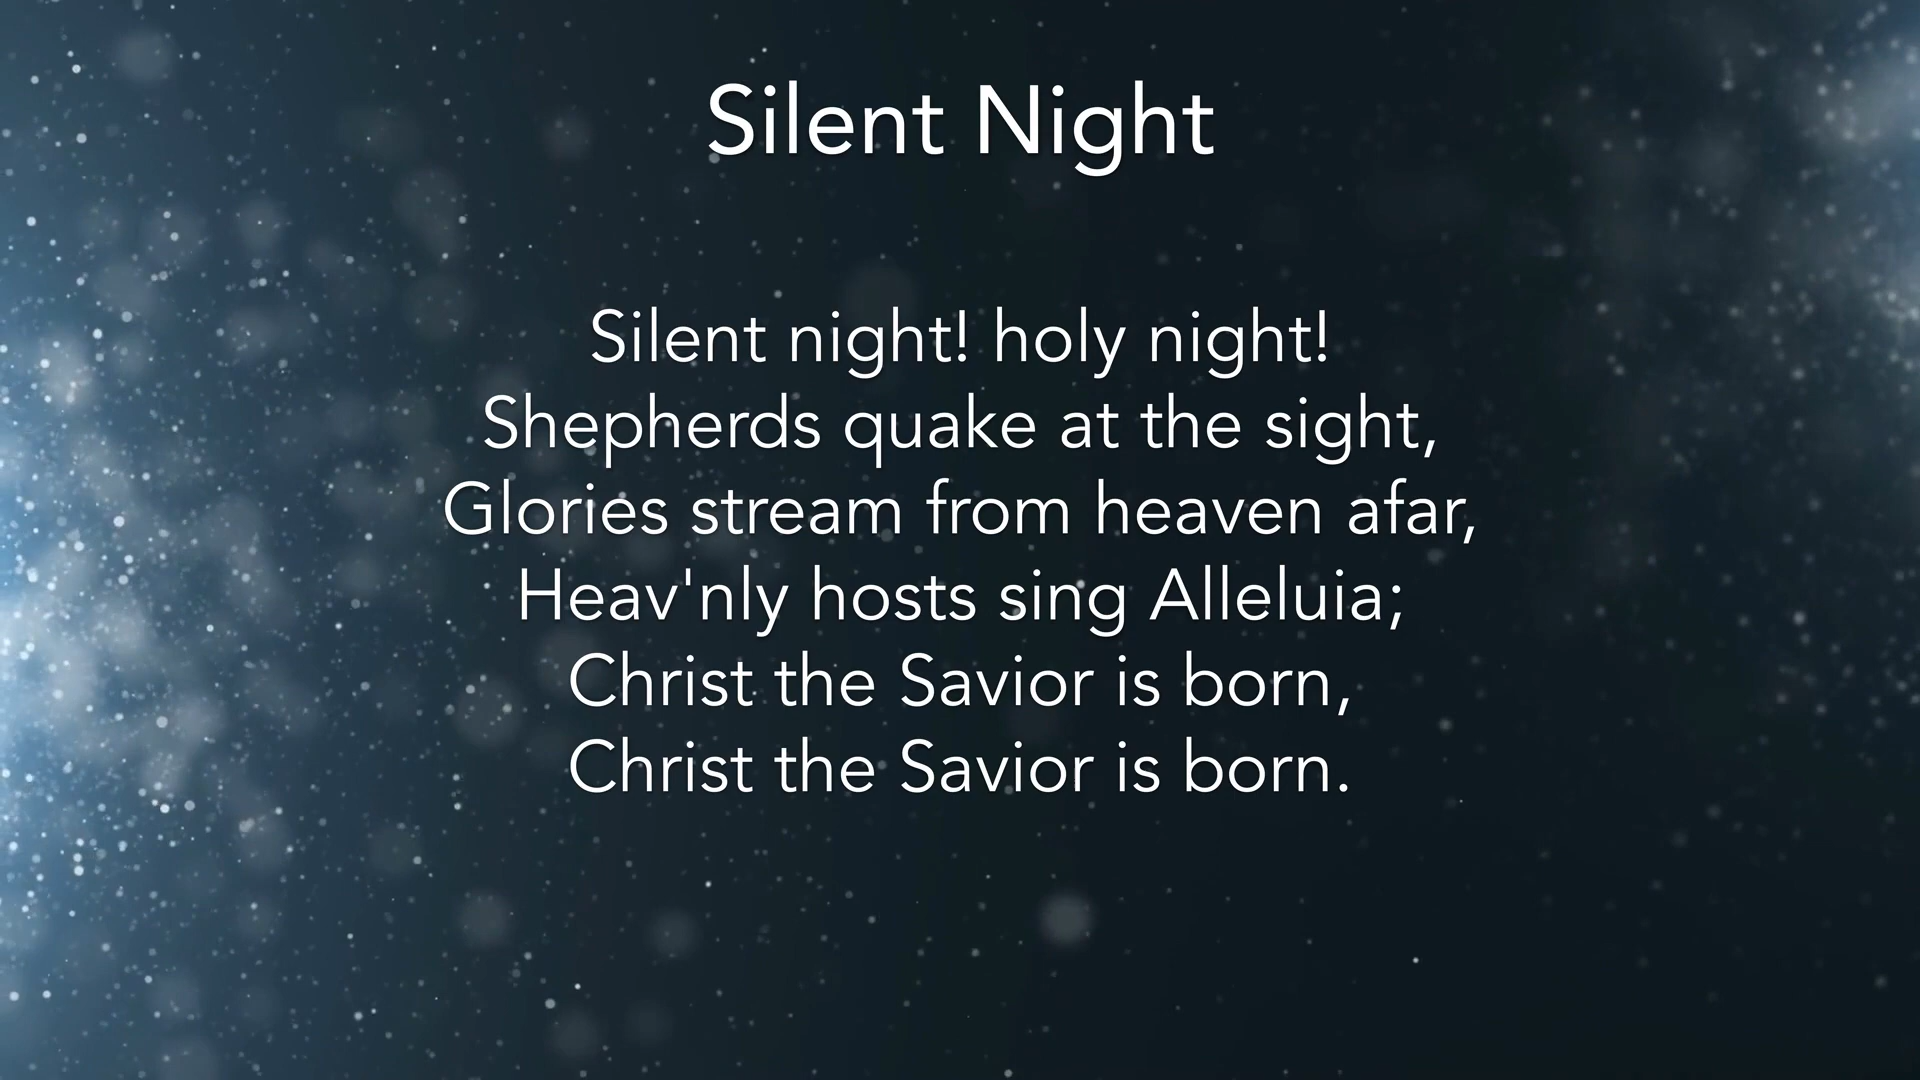 Silent Night
Silent night! holy night!
Shepherds quake at the sight,
Glories stream from heaven afar,
Heav'nly hosts sing Alleluia;
Christ the Savior is born,
Christ the Savior is born.